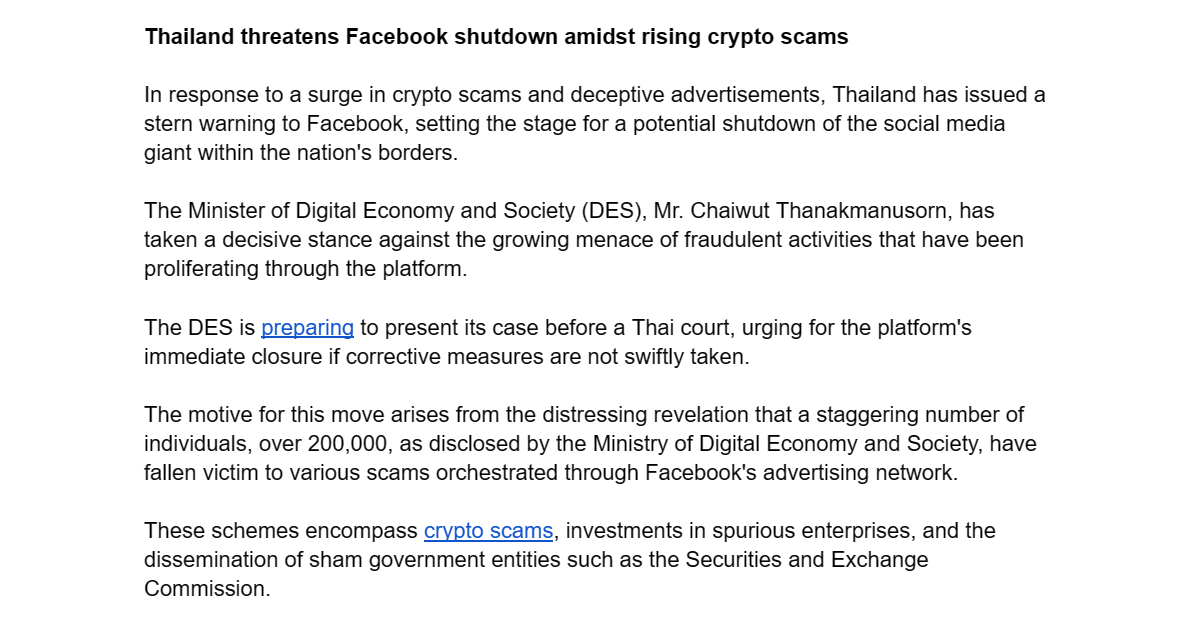 Thailand threatens Facebook shutdown amidst rising crypto scams
In response to a surge in crypto scams and deceptive advertisements, Thailand has issued a
stern warning to Facebook, setting the stage for a potential shutdown of the social media
giant within the nation's borders.
The Minister of Digital Economy and Society (DES), Mr. Chaiwut Thanakmanusorn, has
taken a decisive stance against the growing menace of fraudulent activities that have been
proliferating through the platform.
The DES is preparing to present its case before a Thai court, urging for the platform's
immediate closure if corrective measures are not swiftly taken.
The motive for this move arises from the distressing revelation that a staggering number of
individuals, over 200,000, as disclosed by the Ministry of Digital Economy and Society, have
fallen victim to various scams orchestrated through Facebook's advertising network.
These schemes encompass crypto scams, investments in spurious enterprises, and the
dissemination of sham government entities such as the Securities and Exchange
Commission.